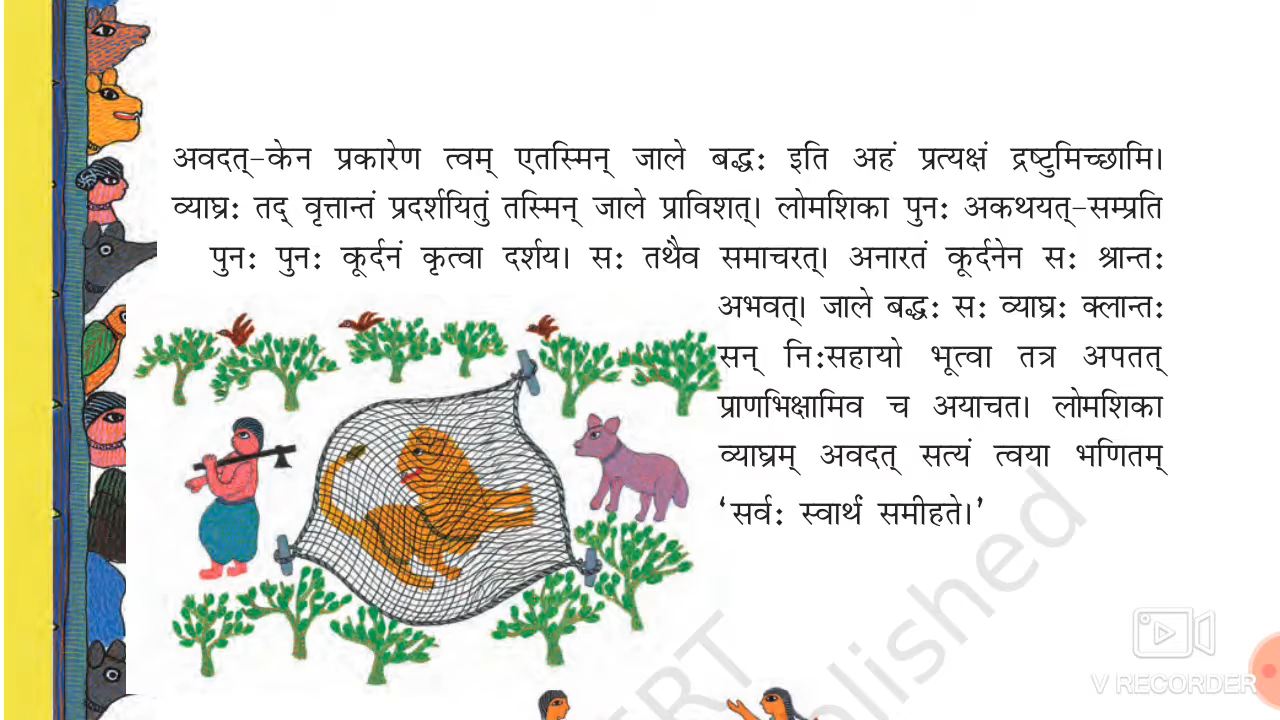 अवदत्-केन प्रकारेण त्वम् एतस्मिन् जाले बद्धः इति अहं प्रत्यक्षं द्रष्टुमिच्छामि।
व्याघ्रः तद् वृत्तान्तं प्रदर्शयितुं तस्मिन् जाले प्राविशत्। लोमशिका पुनः अकथयत्-सम्प्रति
पुनः पुनः कूर्दनं कृत्वा दर्शय। सः तथैव समाचरत्। अनारतं कूर्दनेन सः श्रान्तः
अभवत्। जाले बद्धः सः व्याघ्रः क्लान्तः
सन् निःसहायो भूत्वा तत्र अपतत्
प्राणभिक्षामिव च अयाचत। लोमशिका
व्याघ्रम् अवदत् सत्यं त्वया भणितम्
‘सर्वः स्वार्थं समीहते।’
RT
blished
V RECORDER